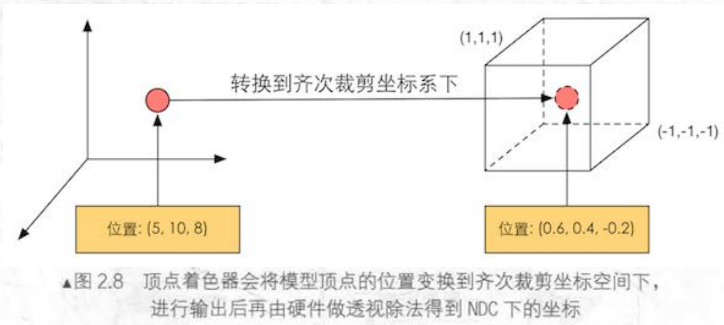 (1,1,1)
转换到齐次裁剪坐标系下
(-1,-1,-1)
位置: (5, 10, 8)
位置: (0.6, 0.4, -0.2)
▲图 2.8 顶点着色器会将模型顶点的位置变换到齐次裁剪坐标空间下，
进行输出后再由硬件做透视除法得到 NDC 下的坐标